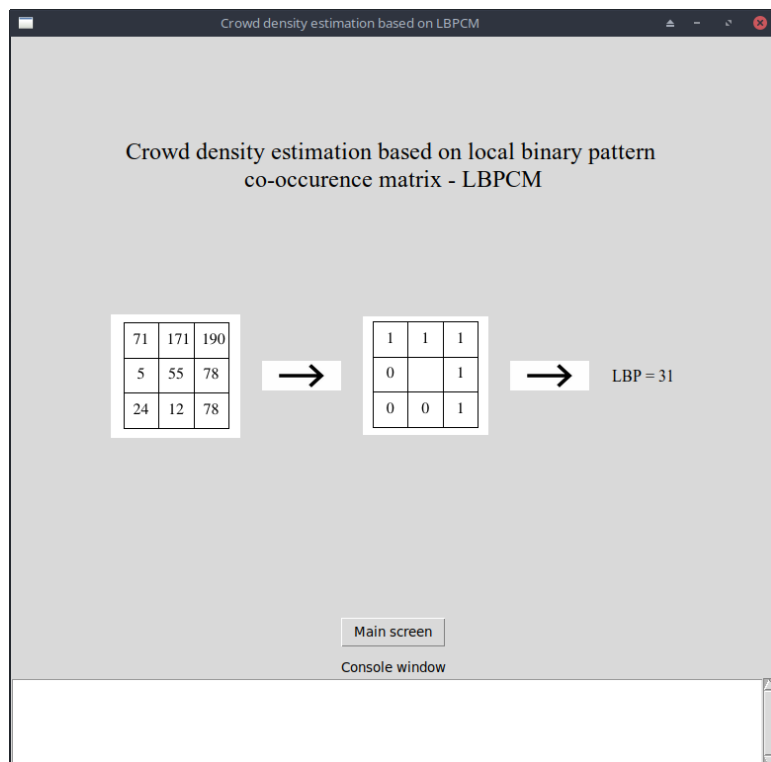 Crowd density estimation based on LBPCM
Crowd density estimation based on local binary pattern
co-occurence matrix - LBPCM
71 171 190
5 55 78
24 12 78
1 1 1
0 1
0 0 1
LBP = 31
Main screen
Console window